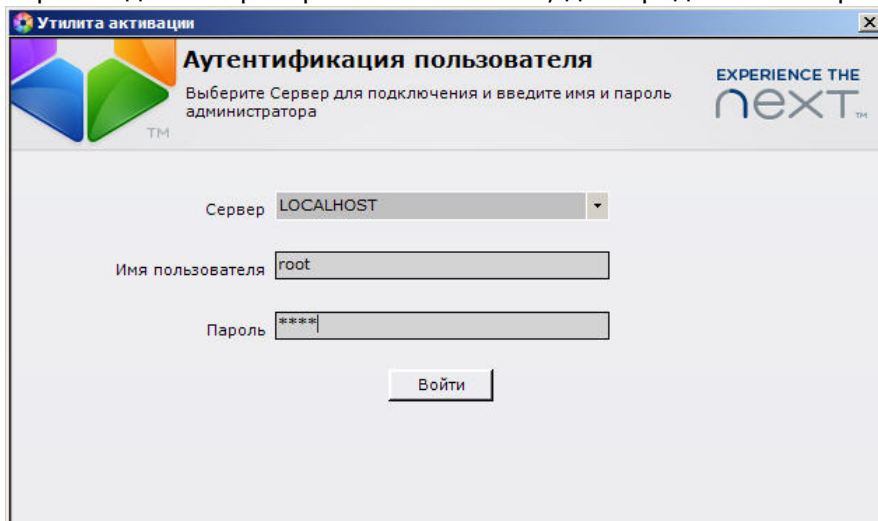 Утилита активации
Аутентификация пользователя
Выберите Сервер для подключения и введите имя и пароль
администратора
TM
EXPERIENCE THE
next TM
Сервер LOCALHOST
Имя пользователя root
Пароль ****
Войти